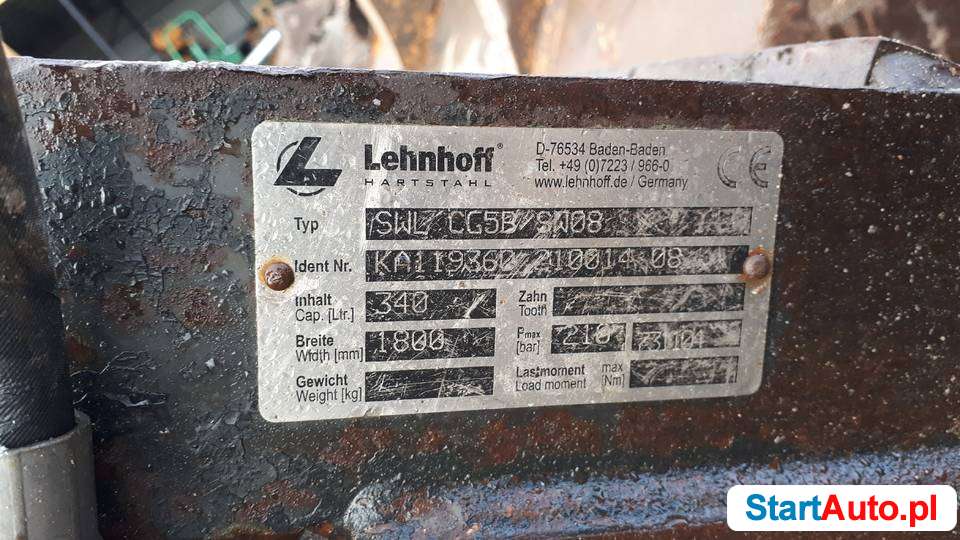 Lehnhoff®
HARTSTAHL
D-76534 Baden-Baden
Tel. +49 (0)7223 / 966-0
www.lehnhoff.de / Germany
CE
Typ SWL/CG5B/SW08
Ident Nr. KA119360/210014 08
Inhalt 340
Cap. [Ltr.]
Zahn
Tooth
Breite 1800
Width [mm]
Pmax 210
[bar]
Gewicht
Weight [kg]
Lastmoment max
Load moment [Nm]
StartAuto.pl